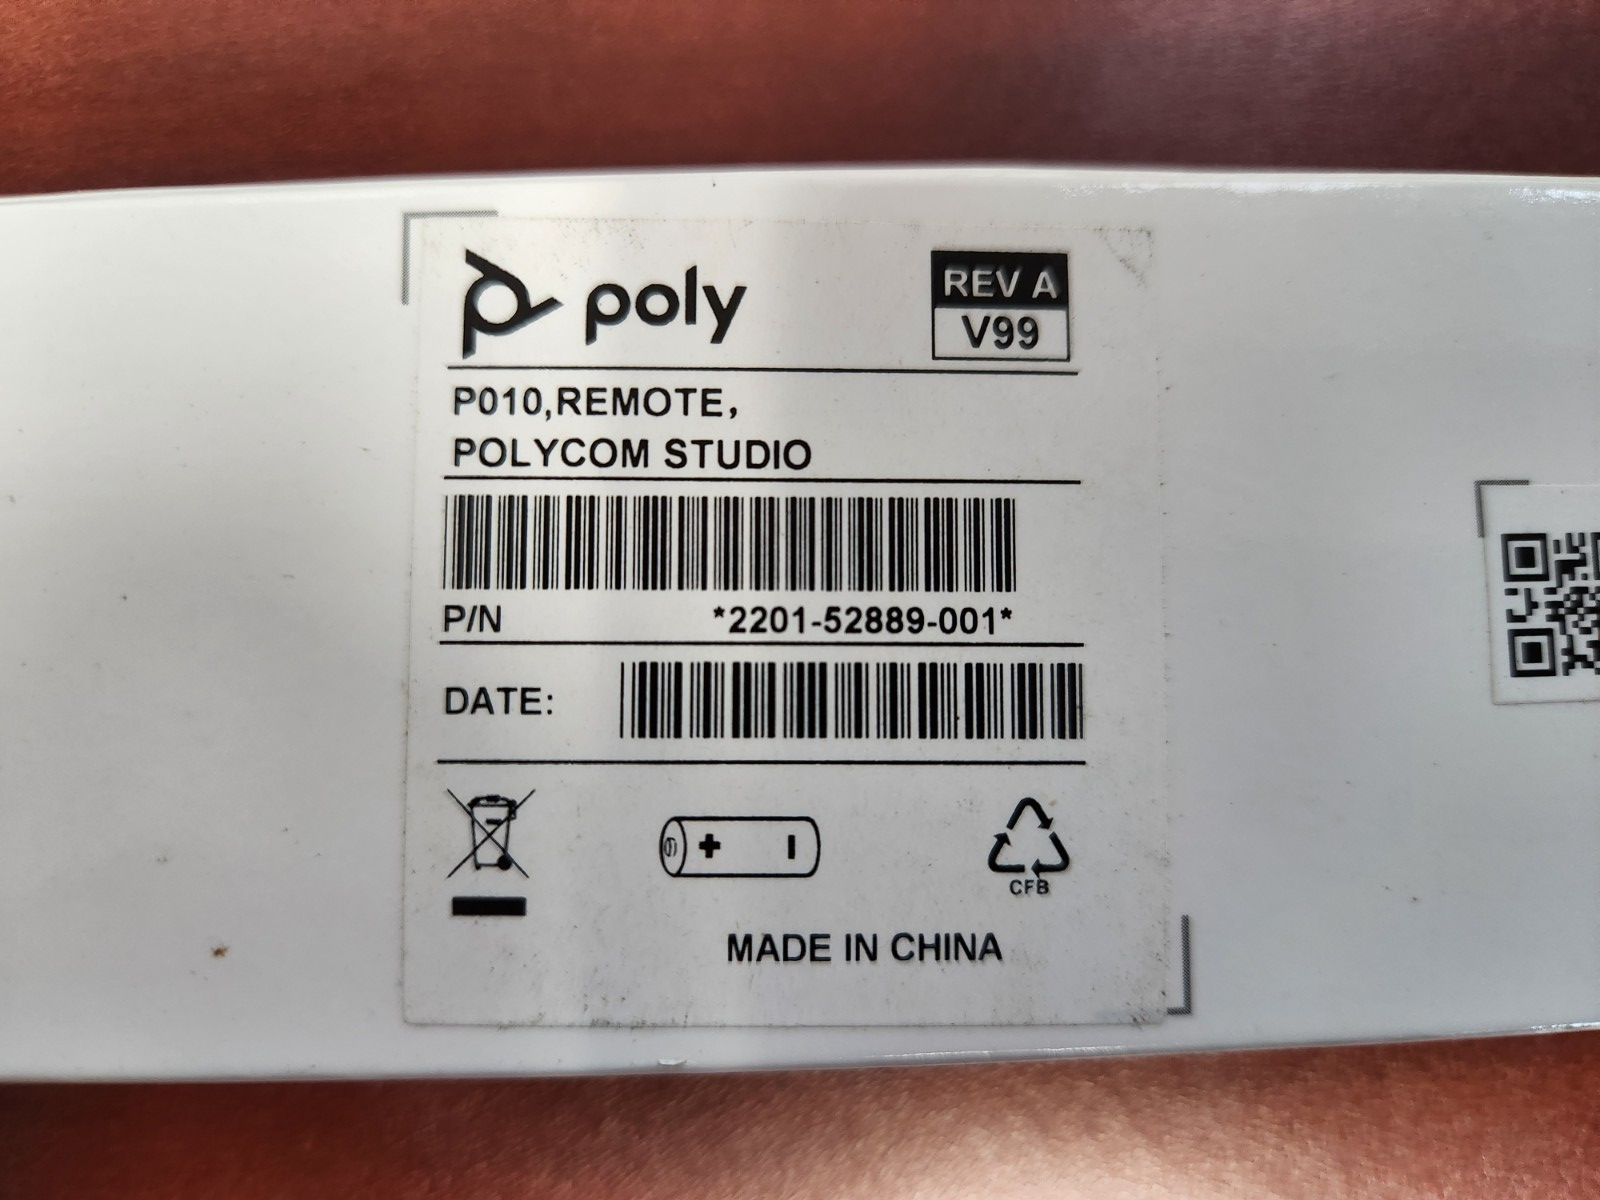 poly
REV A
V99
P010,REMOTE,
POLYCOM STUDIO
P/N *2201-52889-001*
DATE:
+ -
CFB
MADE IN CHINA